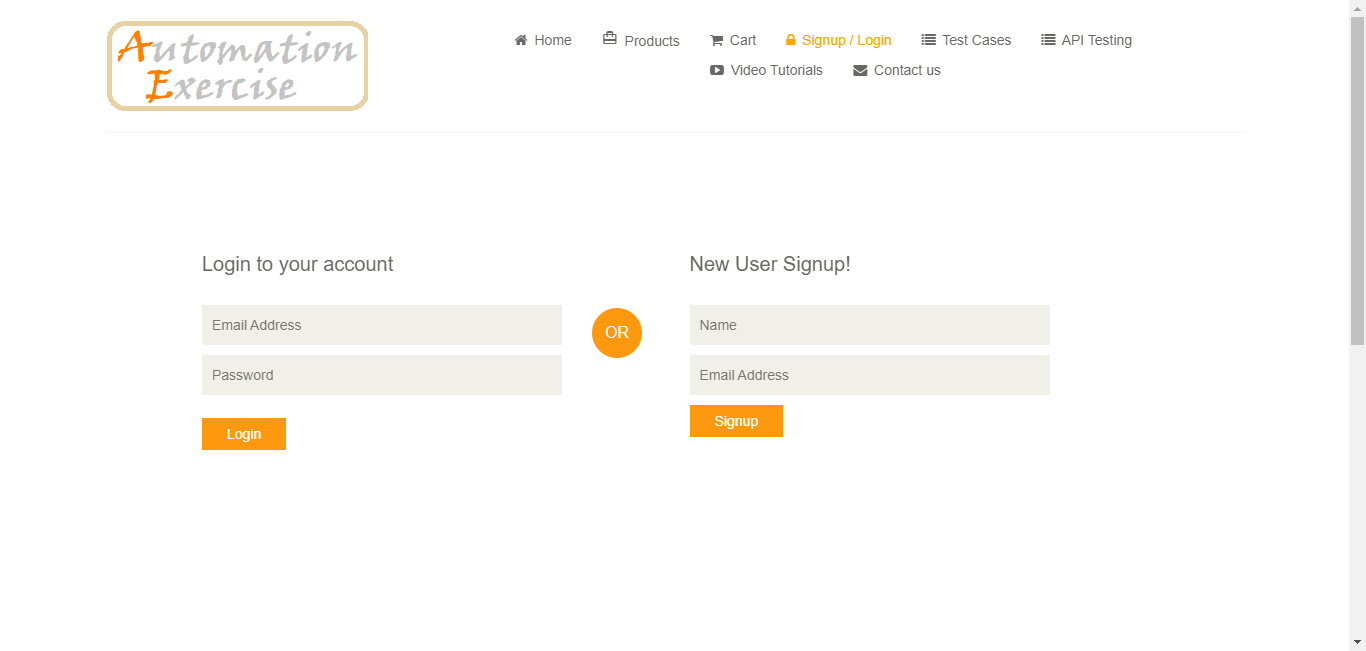 Automation
Exercise
Home Products Cart Signup / Login Test Cases API Testing
Video Tutorials Contact us
Login to your account
Email Address
Password
Login
OR
New User Signup!
Name
Email Address
Signup